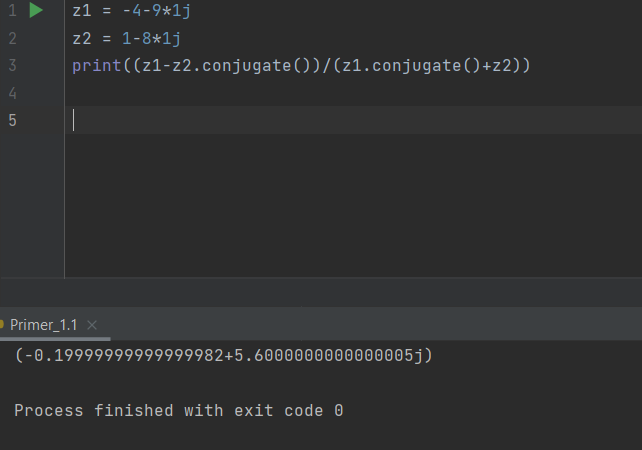 1 z1 = -4-9*1j
2 z2 = 1-8*1j
3 print((z1-z2.conjugate())/(z1.conjugate()+z2))
4
5
Primer_1.1 ×
(-0.19999999999999982+5.6000000000000005j)
Process finished with exit code 0